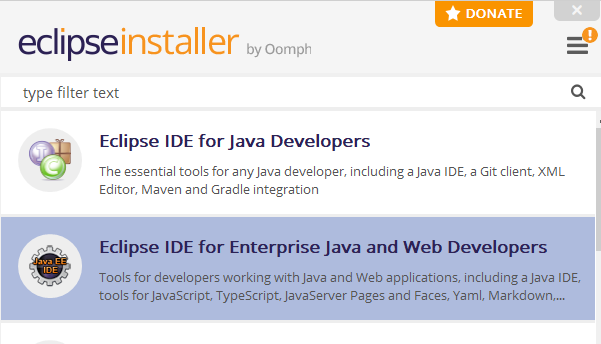 DONATE
eclipseinstaller by Oomph
!
type filter text
Eclipse IDE for Java Developers
The essential tools for any Java developer, including a Java IDE, a Git client, XML
Editor, Maven and Gradle integration
J
C
Eclipse IDE for Enterprise Java and Web Developers
Java EE
IDE
Tools for developers working with Java and Web applications, including a Java IDE,
tools for JavaScript, TypeScript, JavaServer Pages and Faces, Yaml, Markdown,...